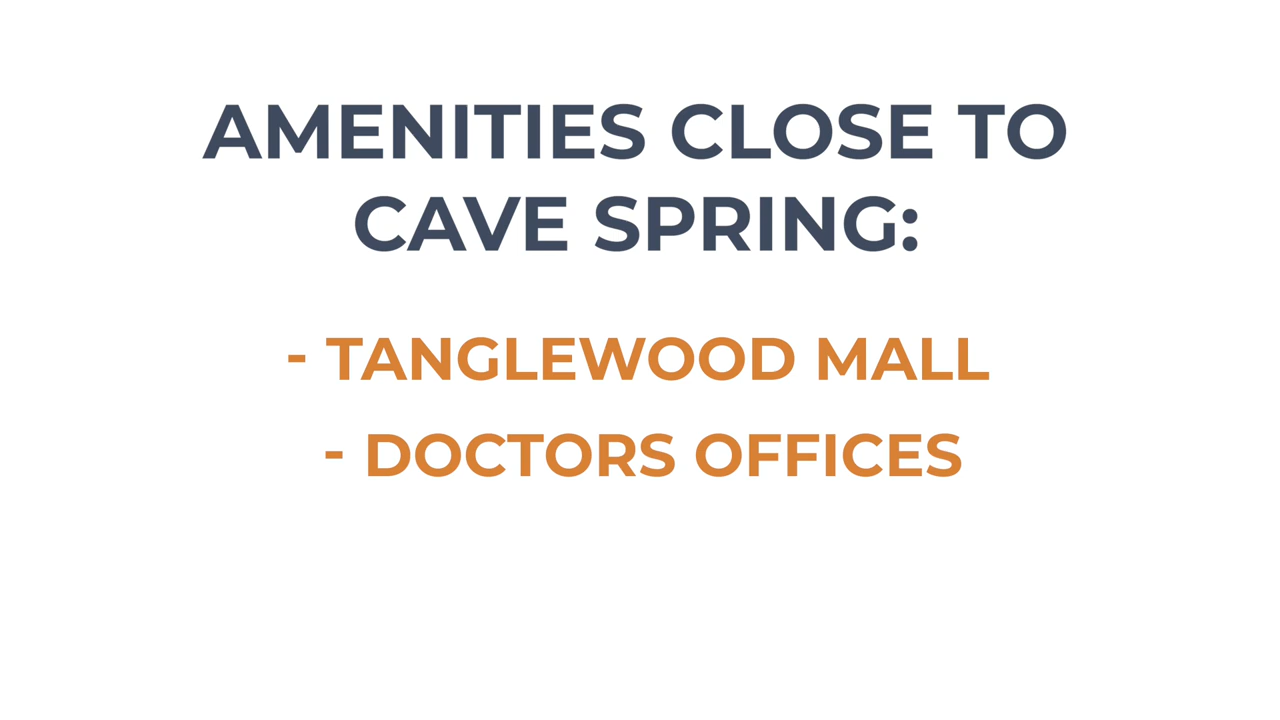 AMENITIES CLOSE TO
CAVE SPRING:
- TANGLEWOOD MALL
- DOCTORS OFFICES